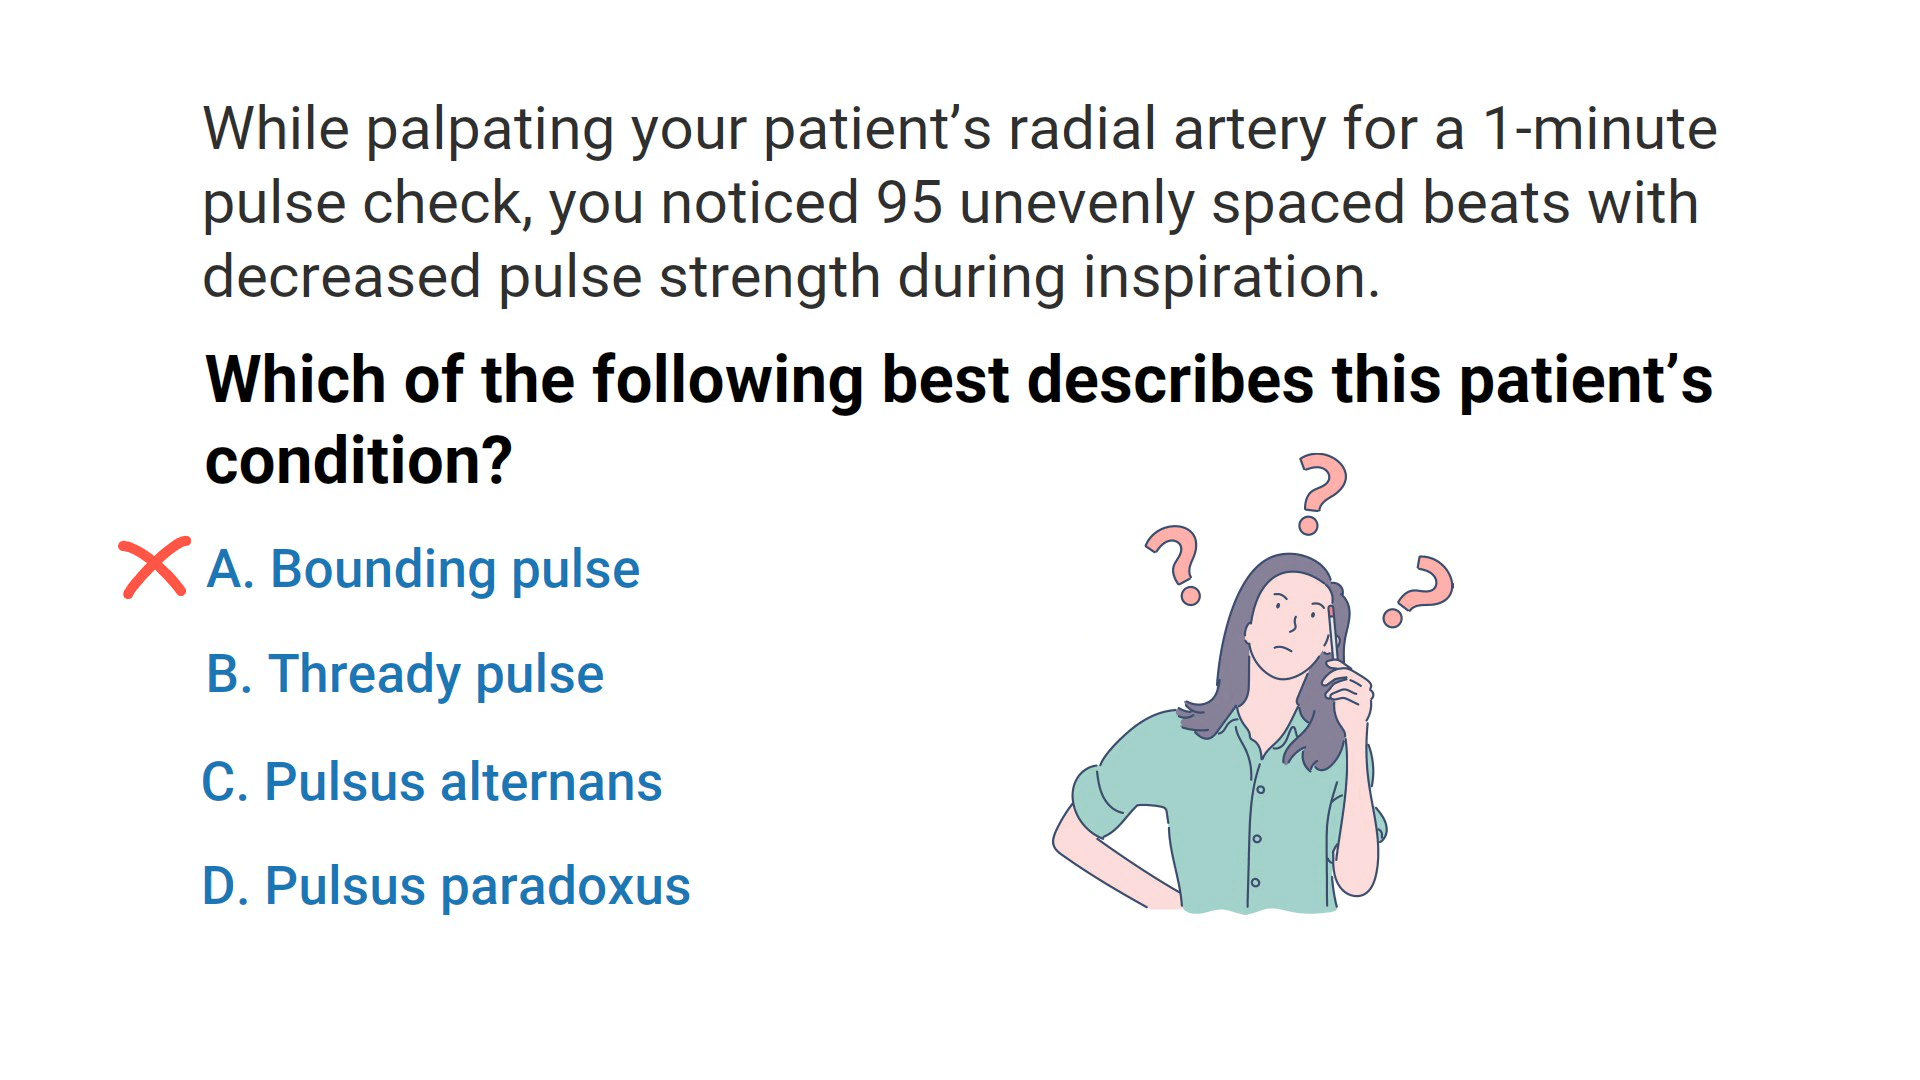 While palpating your patient’s radial artery for a 1-minute
pulse check, you noticed 95 unevenly spaced beats with
decreased pulse strength during inspiration.
Which of the following best describes this patient’s
condition?
A. Bounding pulse
B. Thready pulse
C. Pulsus alternans
D. Pulsus paradoxus
? ? ?